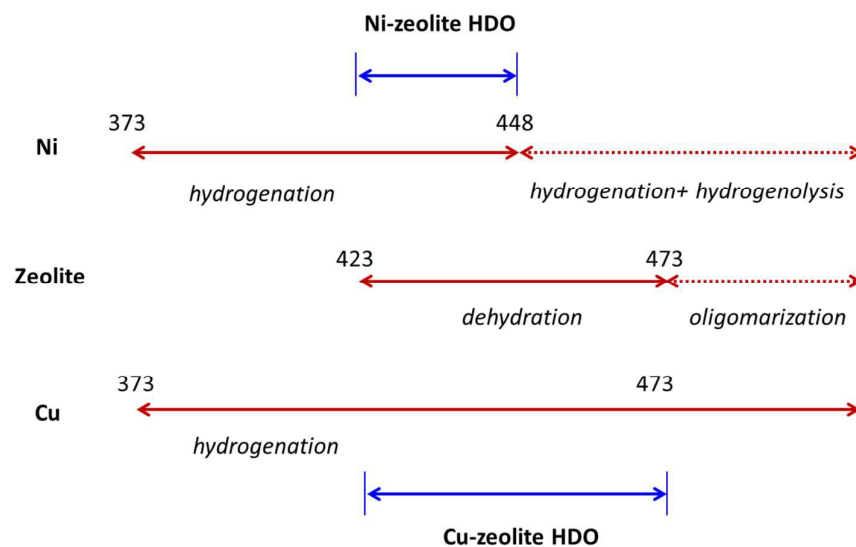 Ni-zeolite HDO
373 448
Ni
hydrogenation hydrogenation+ hydrogenolysis
423 473
Zeolite
dehydration oligomarization
373 473
Cu
hydrogenation
Cu-zeolite HDO